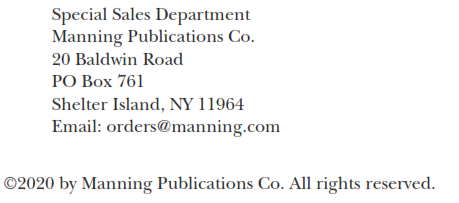 Special Sales Department
Manning Publications Co.
20 Baldwin Road
PO Box 761
Shelter Island, NY 11964
Email: orders@manning.com
©2020 by Manning Publications Co. All rights reserved.